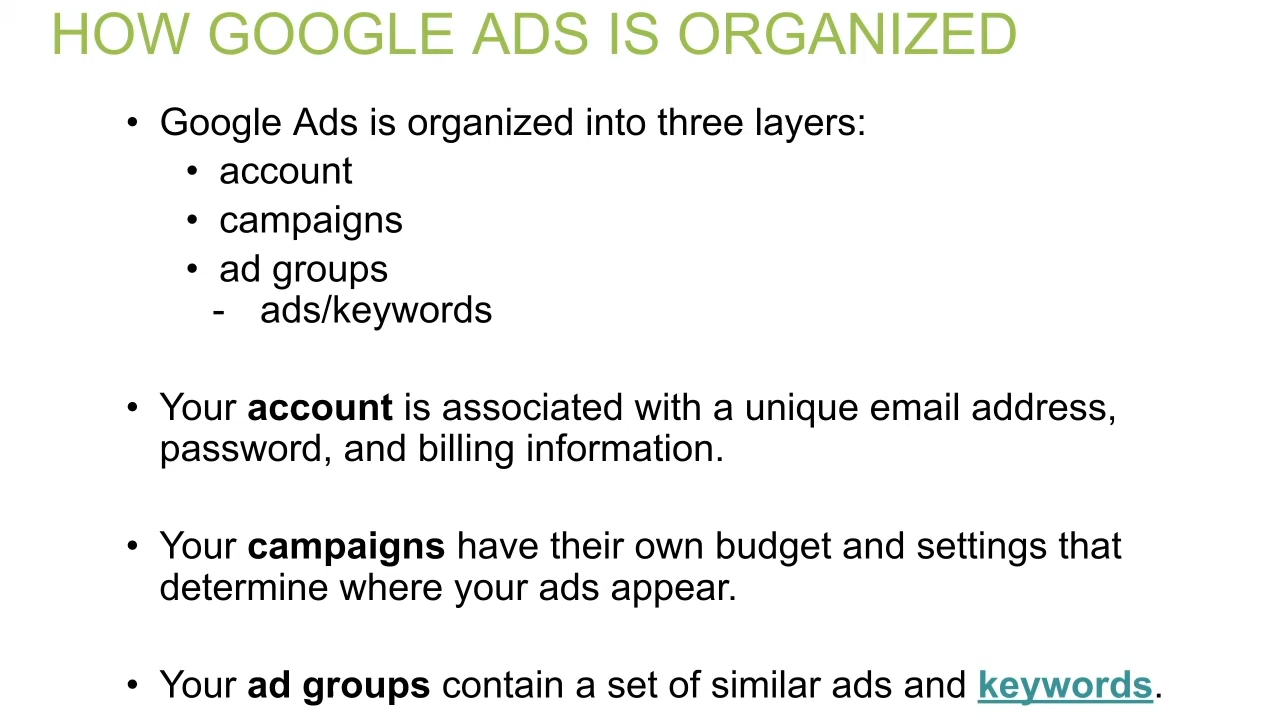 HOW GOOGLE ADS IS ORGANIZED
• Google Ads is organized into three layers:
• account
• campaigns
• ad groups
- ads/keywords
• Your account is associated with a unique email address,
password, and billing information.
• Your campaigns have their own budget and settings that
determine where your ads appear.
• Your ad groups contain a set of similar ads and keywords.